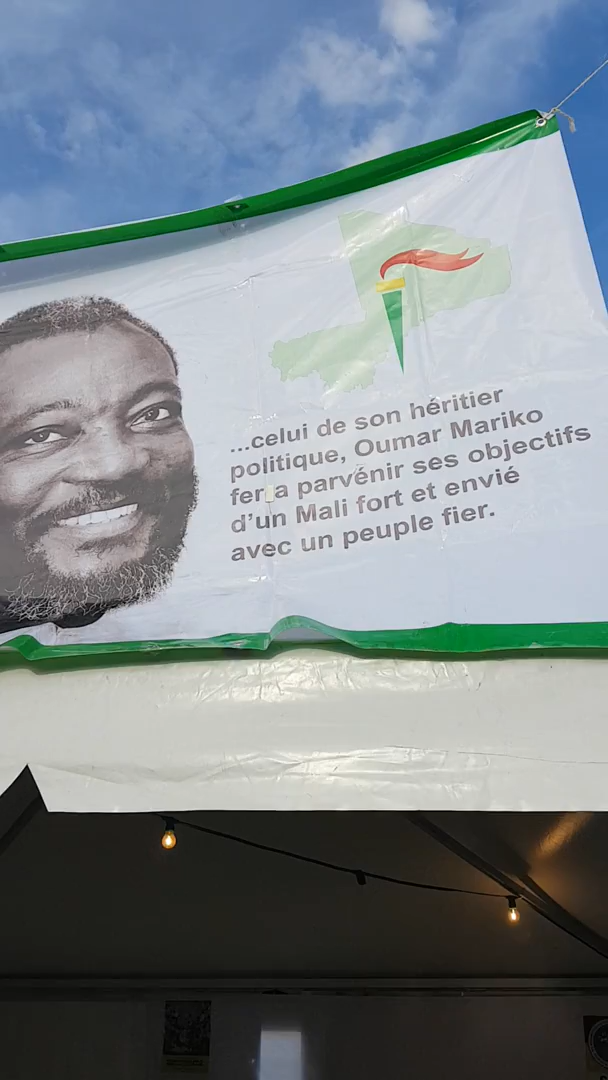 ...celui de son héritier
politique, Oumar Mariko
fera parvénir ses objectifs
d'un Mali fort et envié
avec un peuple fier.